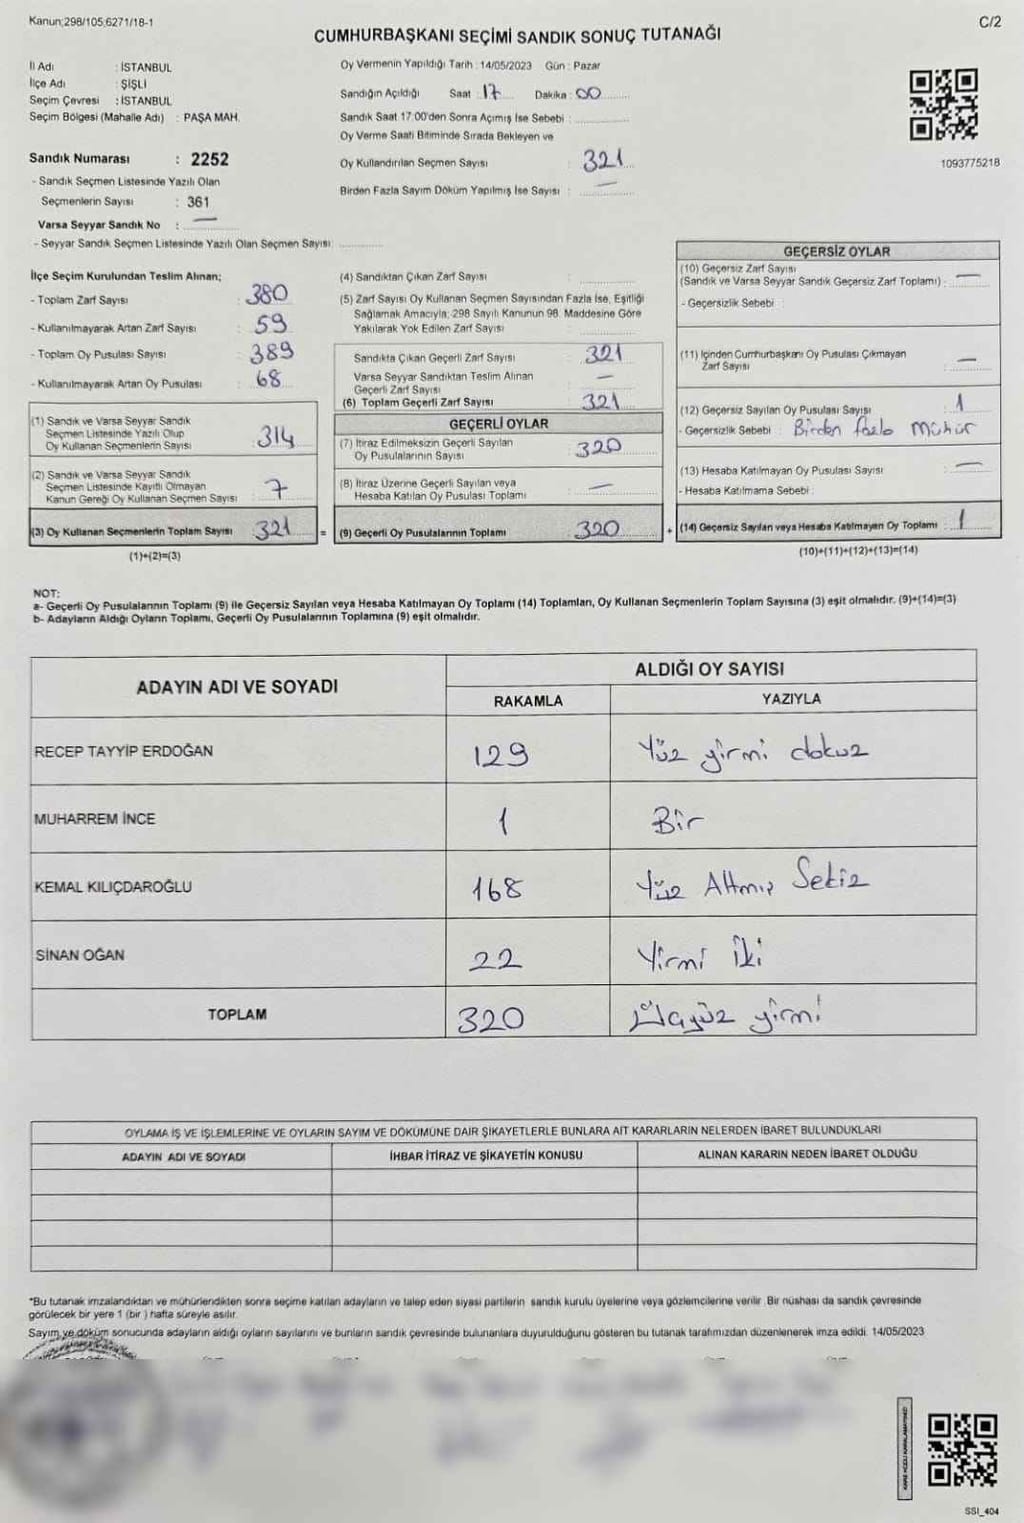 Kanun;298/105,6271/18-1
C/2
CUMHURBAŞKANI SEÇİMİ SANDIK SONUÇ TUTANAĞI
İl Adı : İSTANBUL
İlçe Adı : ŞİŞLİ
Seçim Çevresi : İSTANBUL
Seçim Bölgesi (Mahalle Adı) : PAŞA MAH.
Sandık Numarası : 2252
- Sandık Seçmen Listesinde Yazılı Olan
Seçmenlerin Sayısı : 361
Varsa Seyyar Sandık No : —
- Seyyar Sandık Seçmen Listesinde Yazılı Olan Seçmen Sayısı:
Oy Vermenin Yapıldığı Tarih : 14/05/2023 Gün : Pazar
Sandığın Açıldığı Saat : 17 Dakika : 00
Sandık Saat 17.00'den Sonra Açımış İse Sebebi :
Oy Verme Saati Bitiminde Sırada Bekleyen ve
Oy Kullandırılan Seçmen Sayısı : 321
Birden Fazla Sayım Döküm Yapılmış İse Sayısı : —
1093775218
İlçe Seçim Kurulundan Teslim Alınan;
- Toplam Zarf Sayısı : 380
- Kullanılmayarak Artan Zarf Sayısı : 59
- Toplam Oy Pusulası Sayısı : 389
- Kullanılmayarak Artan Oy Pusulası : 68
(1) Sandık ve Varsa Seyyar Sandık
Seçmen Listesinde Yazılı Olup
Oy Kullanan Seçmenlerin Sayısı : 314
(2) Sandık ve Varsa Seyyar Sandık
Seçmen Listesinde Kayıtlı Olmayan
Kanun Gereği Oy Kullanan Seçmen Sayısı : 7
(3) Oy Kullanan Seçmenlerin Toplam Sayısı : 321 =
(1)+(2)=(3)
(4) Sandıktan Çıkan Zarf Sayısı :
(5) Zarf Sayısı Oy Kullanan Seçmen Sayısından Fazla İse, Eşitliği
Sağlamak Amacıyla; 298 Sayılı Kanunun 98. Maddesine Göre
Yakılarak Yok Edilen Zarf Sayısı :
Sandıkta Çıkan Geçerli Zarf Sayısı : 321
Varsa Seyyar Sandıktan Teslim Alınan
Geçerli Zarf Sayısı : —
(6) Toplam Geçerli Zarf Sayısı : 321
GEÇERLİ OYLAR
(7) İtiraz Edilmeksizin Geçerli Sayılan
Oy Pusulalarının Sayısı : 320
(8) İtiraz Üzerine Geçerli Sayılan veya
Hesaba Katılan Oy Pusulası Toplamı : —
(9) Geçerli Oy Pusulalarının Toplamı : 320 +
GEÇERSİZ OYLAR
(10) Geçersiz Zarf Sayısı
(Sandık ve Varsa Seyyar Sandık Geçersiz Zarf Toplamı) : —
- Geçersizlik Sebebi :
(11) İçinden Cumhurbaşkanı Oy Pusulası Çıkmayan
Zarf Sayısı : —
(12) Geçersiz Sayılan Oy Pusulası Sayısı : 1
- Geçersizlik Sebebi : Birden fazla Mühür
(13) Hesaba Katılmayan Oy Pusulası Sayısı : —
- Hesaba Katılmama Sebebi :
(14) Geçersiz Sayılan veya Hesaba Katılmayan Oy Toplamı : 1
(10)+(11)+(12)+(13)=(14)
NOT:
a- Geçerli Oy Pusulalarının Toplamı (9) ile Geçersiz Sayılan veya Hesaba Katılmayan Oy Toplamı (14) Toplamları, Oy Kullanan Seçmenlerin Toplam Sayısına (3) eşit olmalıdır. (9)+(14)=(3)
b- Adayların Aldığı Oyların Toplamı, Geçerli Oy Pusulalarının Toplamına (9) eşit olmalıdır.
ADAYIN ADI VE SOYADI
ALDIĞI OY SAYISI
RAKAMLA YAZIYLA
RECEP TAYYİP ERDOĞAN 129 Yüz yirmi dokuz
MUHARREM İNCE 1 Bir
KEMAL KILIÇDAROĞLU 168 Yüz Altmış Sekiz
SİNAN OĞAN 22 Yirmi İki
TOPLAM 320 Üçyüz yirmi
OYLAMA İŞ VE İŞLEMLERİNE VE OYLARIN SAYIM VE DÖKÜMÜNE DAİR ŞİKAYETLERLE BUNLARA AİT KARARLARIN NELERDEN İBARET BULUNDUKLARI
ADAYIN ADI VE SOYADI İHBAR İTİRAZ VE ŞİKAYETİN KONUSU ALINAN KARARIN NEDEN İBARET OLDUĞU
*Bu tutanak imzalandıktan ve mühürlendikten sonra seçime katılan adayların ve talep eden siyasi partilerin sandık kurulu üyelerine veya gözlemcilerine verilir. Bir nüshası da sandık çevresinde
görülecek bir yere 1 (bir ) hafta süreyle asılır.
Sayım ve döküm sonucunda adayların aldığı oyların sayılarını ve bunların sandık çevresinde bulunanlara duyurulduğunu gösteren bu tutanak tarafımızdan düzenlenerek imza edildi. 14/05/2023
SSI_404